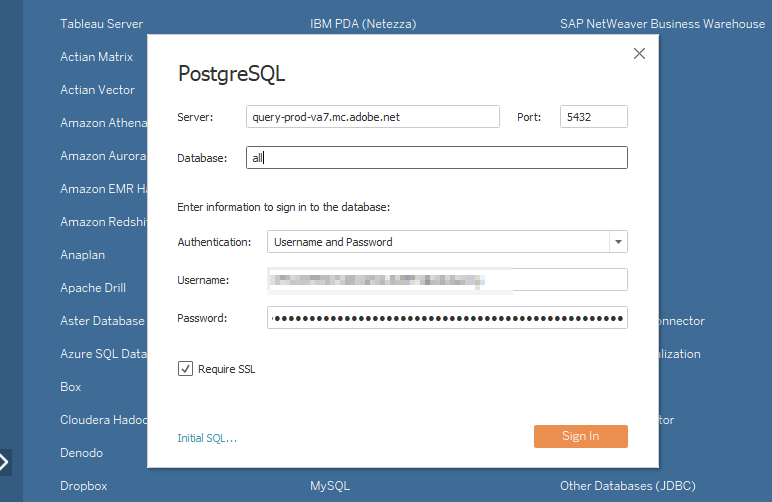 Tableau Server IBM PDA (Netezza) SAP NetWeaver Business Warehouse
Actian Matrix
Actian Vector
Amazon Athena
Amazon Aurora
Amazon EMR Ha
Amazon Redshif
Anaplan
Apache Drill
Aster Database onnector
Azure SQL Data alization
Box
Cloudera Hadoo tor
Denodo
Dropbox MySQL Other Databases (JDBC)
PostgreSQL
Server: query-prod-va7.mc.adobe.net Port: 5432
Database: all
Enter information to sign in to the database:
Authentication: Username and Password
Username:
Password:
Require SSL
Initial SQL... Sign In